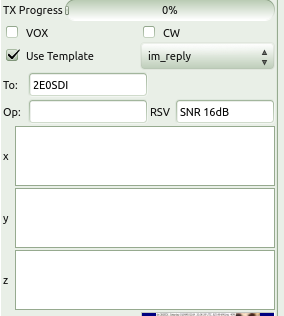 TX Progress 0%
VOX CW
Use Template im_reply
To: 2E0SDI
Op: RSV SNR 16dB
x
y
z